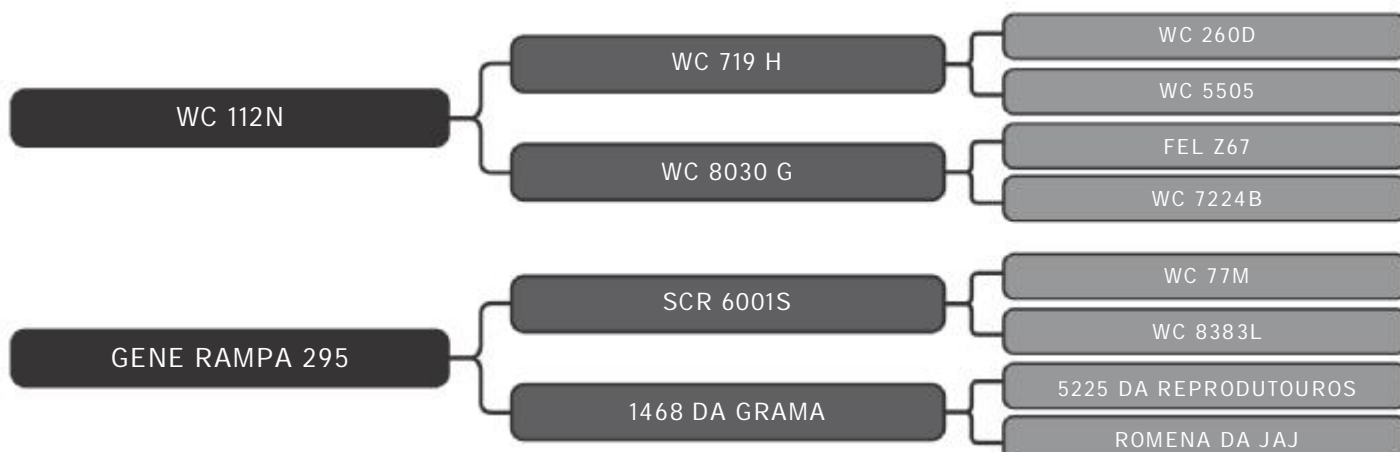 WC 112N
WC 719 H
WC 260D
WC 5505
WC 8030 G
FEL Z67
WC 7224B
GENE RAMPA 295
SCR 6001S
WC 77M
WC 8383L
1468 DA GRAMA
5225 DA REPRODUTOUROS
ROMENA DA JAJ